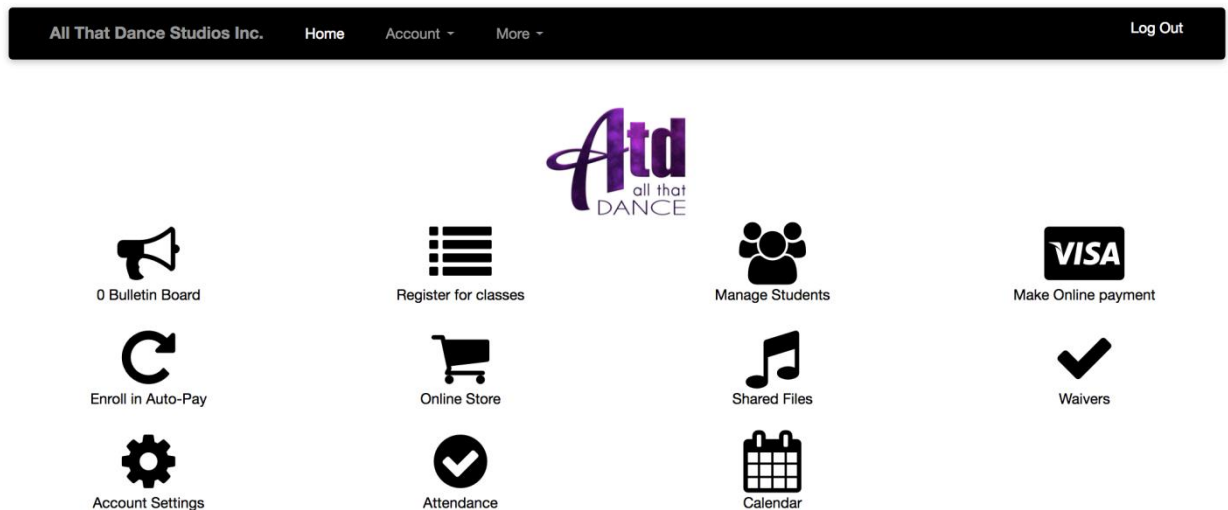 All That Dance Studios Inc. Home Account More Log Out
Atd
all that
DANCE
0 Bulletin Board Register for classes Manage Students VISA Make Online payment
Enroll in Auto-Pay Online Store Shared Files Waivers
Account Settings Attendance Calendar